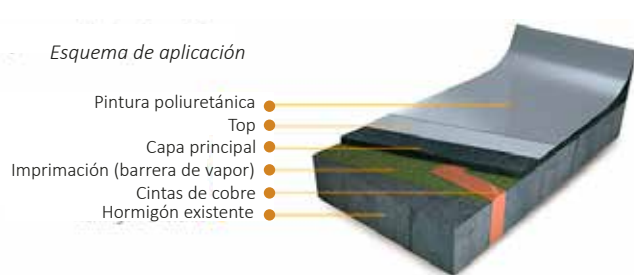 Esquema de aplicación
Pintura poliuretánica
Top
Capa principal
Imprimación (barrera de vapor)
Cintas de cobre
Hormigón existente